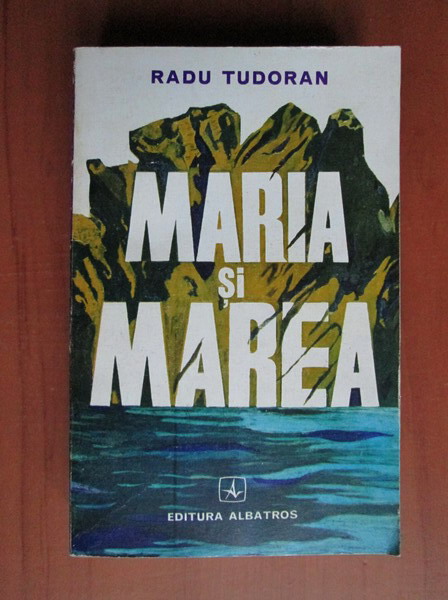 RADU TUDORAN
MARIA
și
MAREA
EDITURA ALBATROS